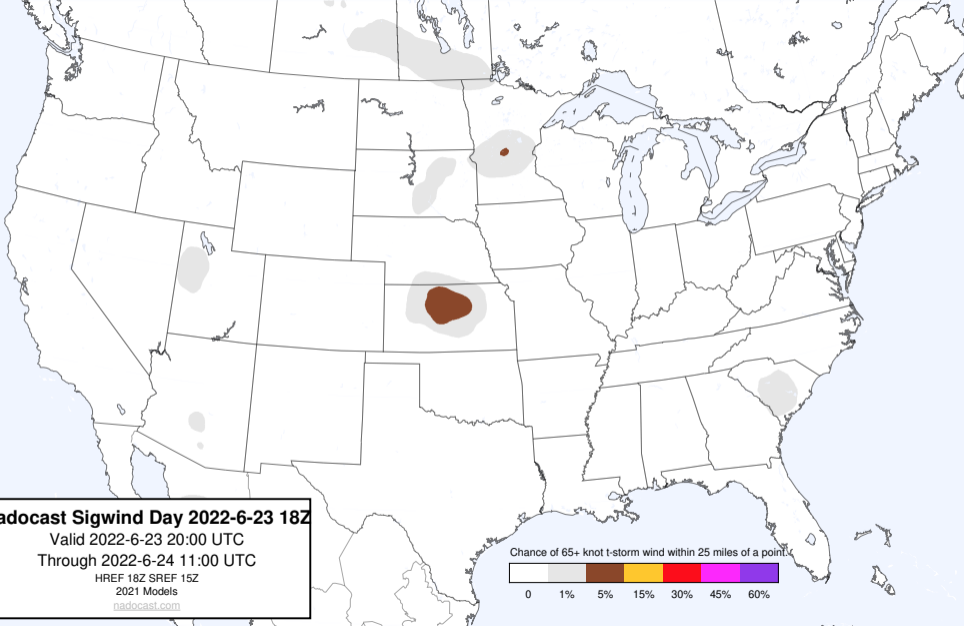 adocast Sigwind Day 2022-6-23 18Z
Valid 2022-6-23 20:00 UTC
Through 2022-6-24 11:00 UTC
HREF 18Z SREF 15Z
2021 Models
nadocast.com
Chance of 65+ knot t-storm wind within 25 miles of a point.
0 1% 5% 15% 30% 45% 60%